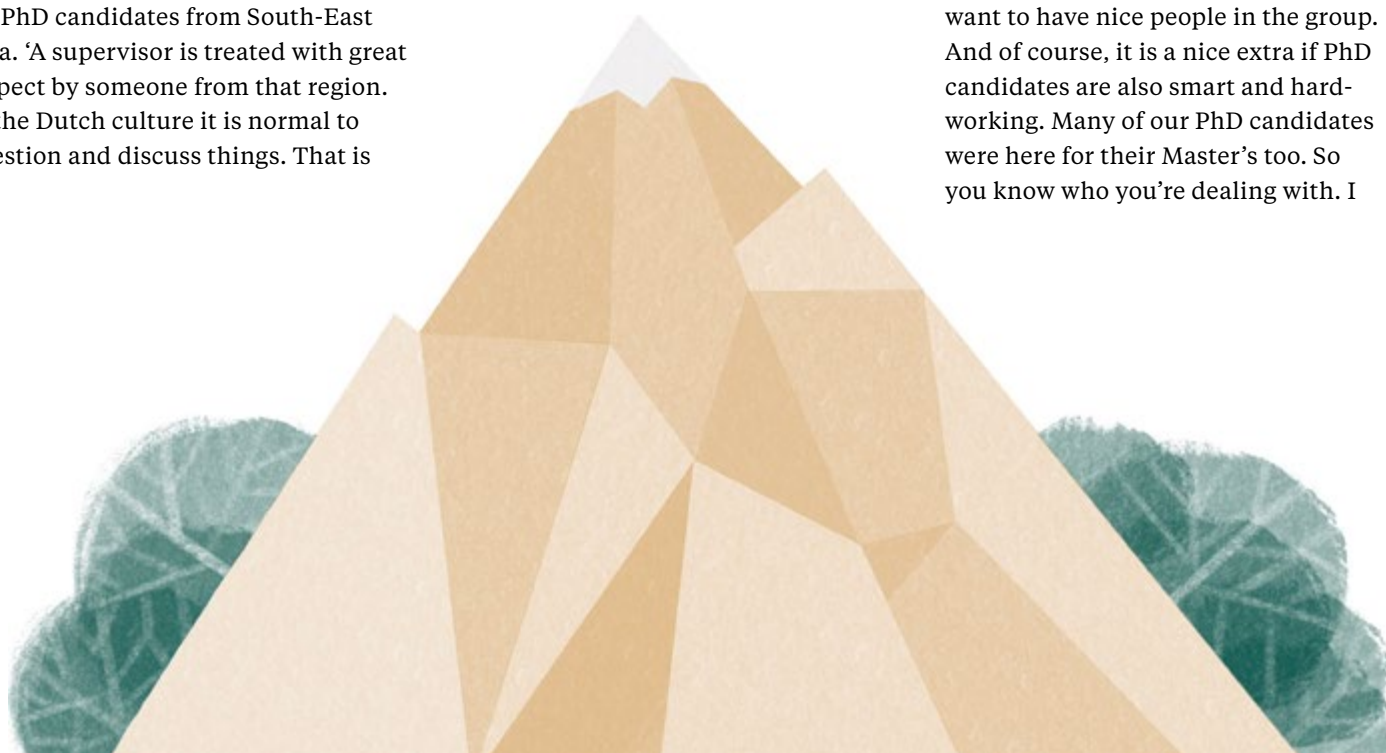 PhD candidates from South-East
a. ‘A supervisor is treated with great
pect by someone from that region.
the Dutch culture it is normal to
estion and discuss things. That is
want to have nice people in the group.
And of course, it is a nice extra if PhD
candidates are also smart and hard-
working. Many of our PhD candidates
were here for their Master’s too. So
you know who you’re dealing with. I